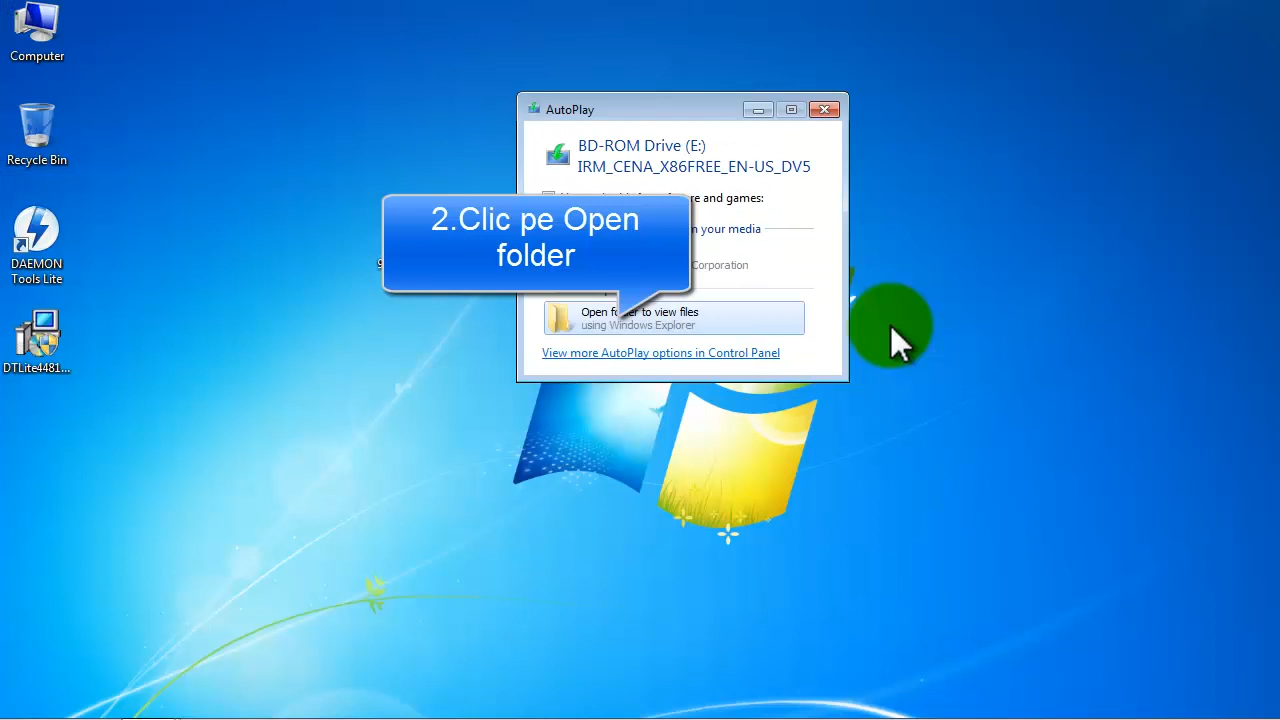 Computer
Recycle Bin
DAEMON
Tools Lite
DTLite4481...
AutoPlay
BD-ROM Drive (E:)
IRM_CENA_X86FREE_EN-US_DV5
and games:
your media
Corporation
2.Clic pe Open
folder
Open folder to view files
using Windows Explorer
View more AutoPlay options in Control Panel